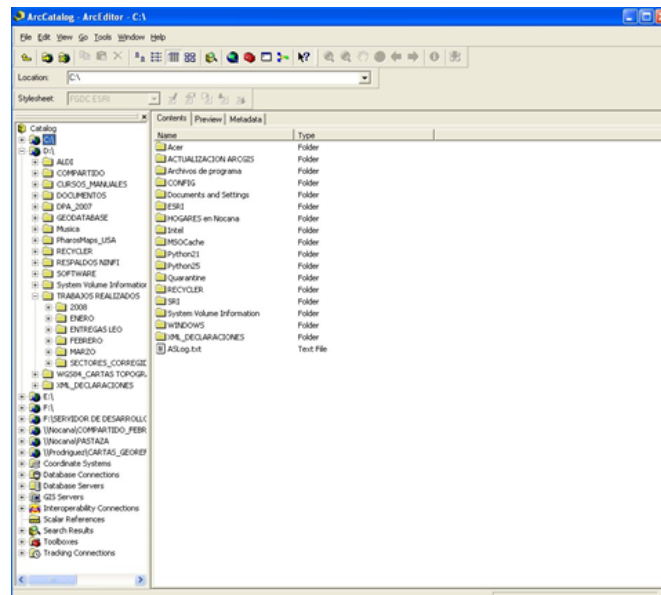 ArcCatalog - ArcEditor - C:\
File Edit View Go Tools Window Help
Location: C:\
Stylesheet: FGDC ESRI
Catalog
C:\
D:\
ALDI
COMPARTIDO
CURSOS_MANUALES
DOCUMENTOS
DPA_2007
GEODATABASE
Musica
PharosMaps_USA
RECYCLER
RESPALDOS NINFI
SOFTWARE
System Volume Information
TRABAJOS REALIZADOS
2008
ENERO
ENTREGAS LEO
FEBRERO
MARZO
SECTORES_CORREGID
WGS84_CARTAS TOPOGR.
XML_DECLARACIONES
E:\
F:\
F:\SERVIDOR DE DESARROLLO
\\Nocana\COMPARTIDO_FEBR
\\Nocana\PASTAZA
\\Prodriguez\CARTAS_GEOREF
Coordinate Systems
Database Connections
Database Servers
GIS Servers
Interoperability Connections
Scalar References
Search Results
Toolboxes
Tracking Connections
Contents Preview Metadata
Name Type
Acer Folder
ACTUALIZACION ARCGIS Folder
Archivos de programa Folder
CONFIG Folder
Documents and Settings Folder
ESRI Folder
HOGARES en Nocana Folder
Intel Folder
MSOCache Folder
Python21 Folder
Python25 Folder
Quarantine Folder
RECYCLER Folder
SRI Folder
System Volume Information Folder
WINDOWS Folder
XML_DECLARACIONES Folder
ASLog.txt Text File